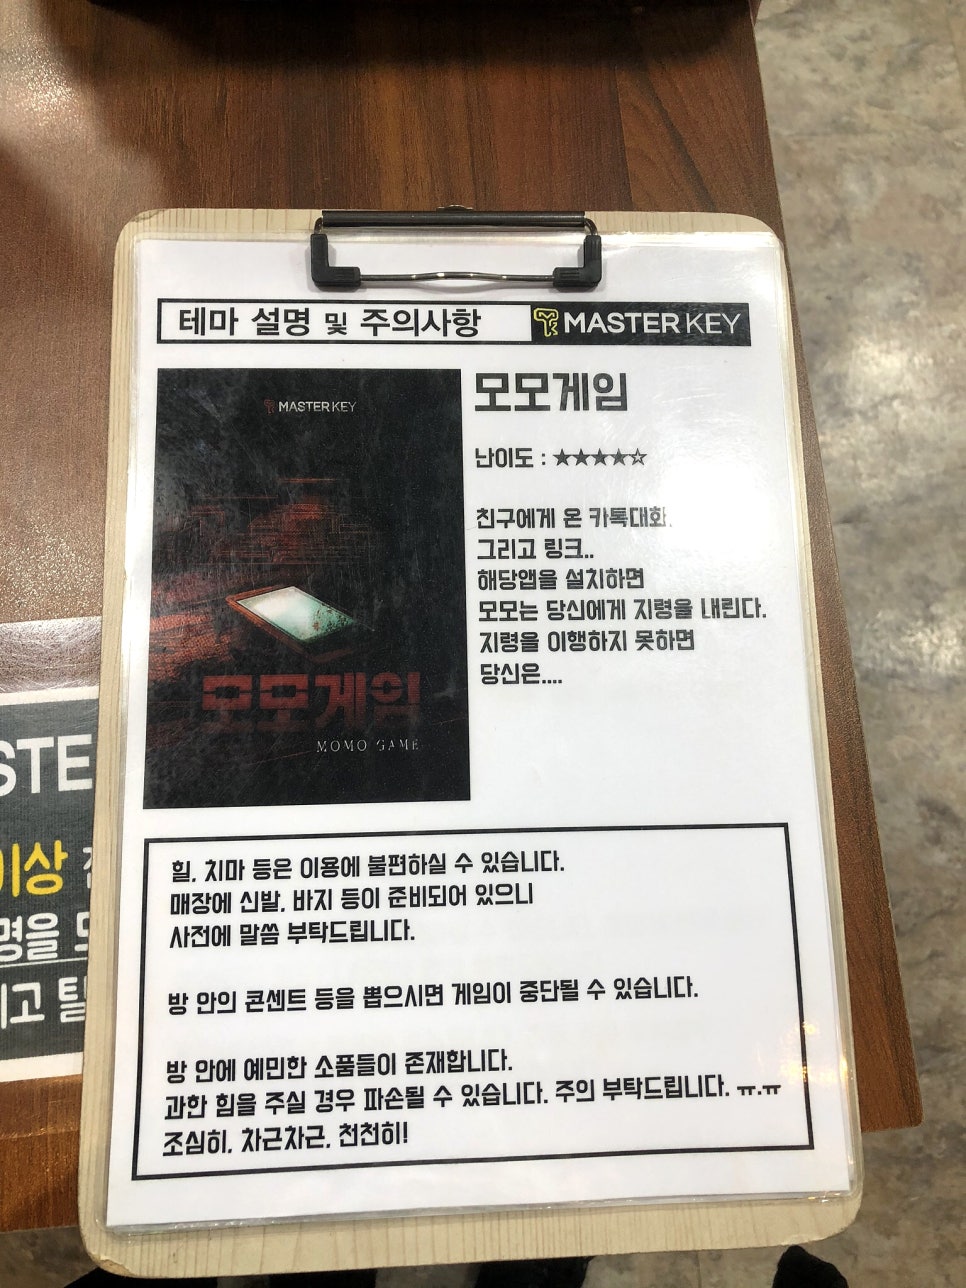 테마 설명 및 주의사항
MASTER KEY
MASTER KEY
모모게임
MOMO GAME
모모게임
난이도 : ★★★★☆
친구에게 온 카톡대화.
그리고 링크..
해당앱을 설치하면
모모는 당신에게 지령을 내린다.
지령을 이행하지 못하면
당신은....
힐, 치마 등은 이용에 불편하실 수 있습니다.
매장에 신발, 바지 등이 준비되어 있으니
사전에 말씀 부탁드립니다.
방 안의 콘센트 등을 뽑으시면 게임이 중단될 수 있습니다.
방 안에 예민한 소품들이 존재합니다.
과한 힘을 주실 경우 파손될 수 있습니다. 주의 부탁드립니다. ㅠ.ㅠ
조심히, 차근차근, 천천히!
STE
이상
명을